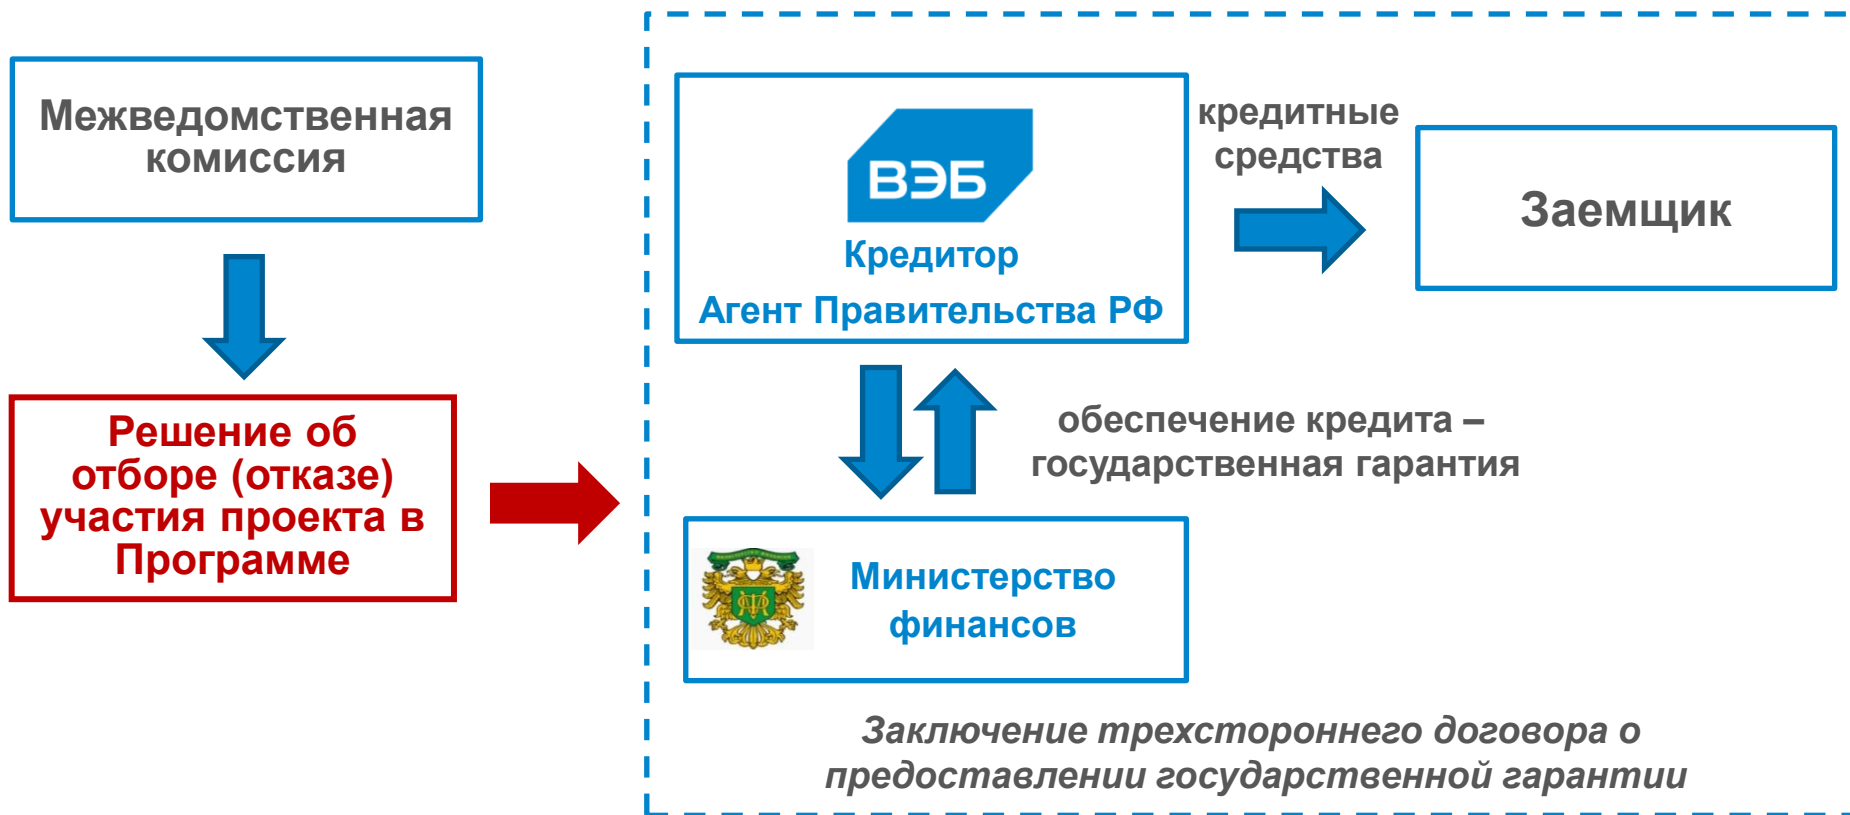 Межведомственная
комиссия
Решение об
отборе (отказе)
участия проекта в
Программе
ВЭБ
Кредитор
Агент Правительства РФ
кредитные
средства
Заемщик
обеспечение кредита –
государственная гарантия
Министерство
финансов
Заключение трехстороннего договора о
предоставлении государственной гарантии